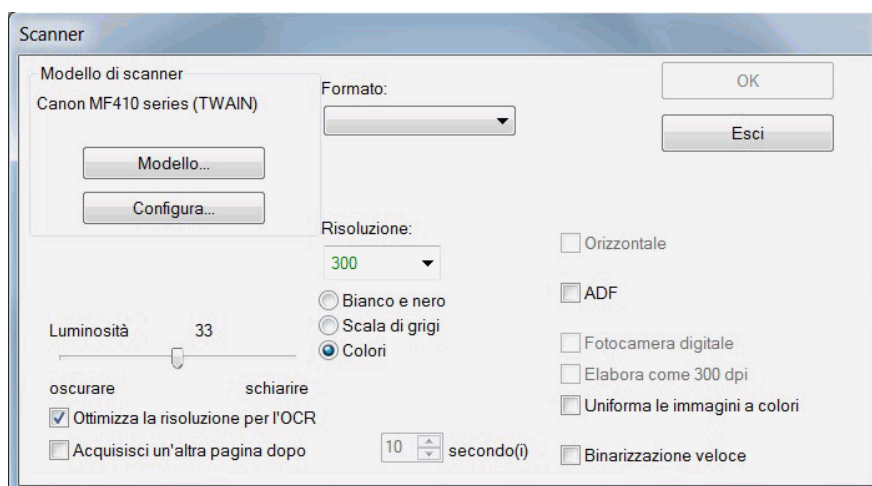 Scanner
Modello di scanner
Canon MF410 series (TWAIN)
Modello...
Configura...
Formato:
OK
Esci
Risoluzione:
300
Bianco e nero
Scala di grigi
Colori
Orizzontale
ADF
Fotocamera digitale
Elabora come 300 dpi
Uniforma le immagini a colori
Binarizzazione veloce
Luminosità 33
oscurare schiarire
Ottimizza la risoluzione per l'OCR
Acquisisci un'altra pagina dopo 10 secondo(i)